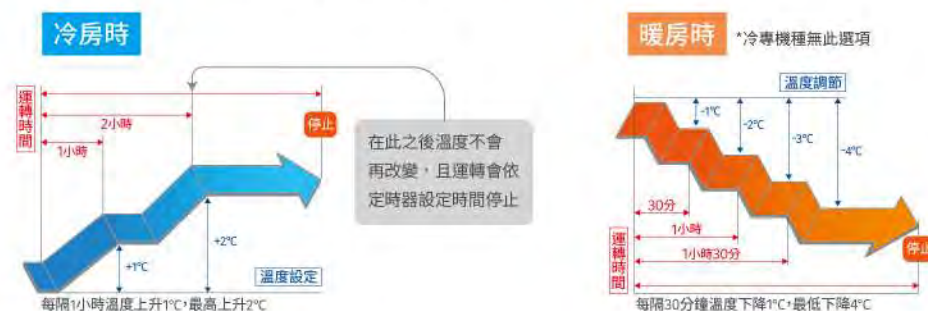 冷房時
運轉時間
2小時
1小時
停止
+1℃
+2℃
溫度設定
每隔1小時溫度上升1℃,最高上升2℃
在此之後溫度不會
再改變,且運轉會依
定時器設定時間停止
暖房時
*冷專機種無此選項
溫度調節
-1℃
-2℃
-3℃
-4℃
30分
1小時
1小時30分
運轉時間
停止
每隔30分鐘溫度下降1℃,最低下降4℃